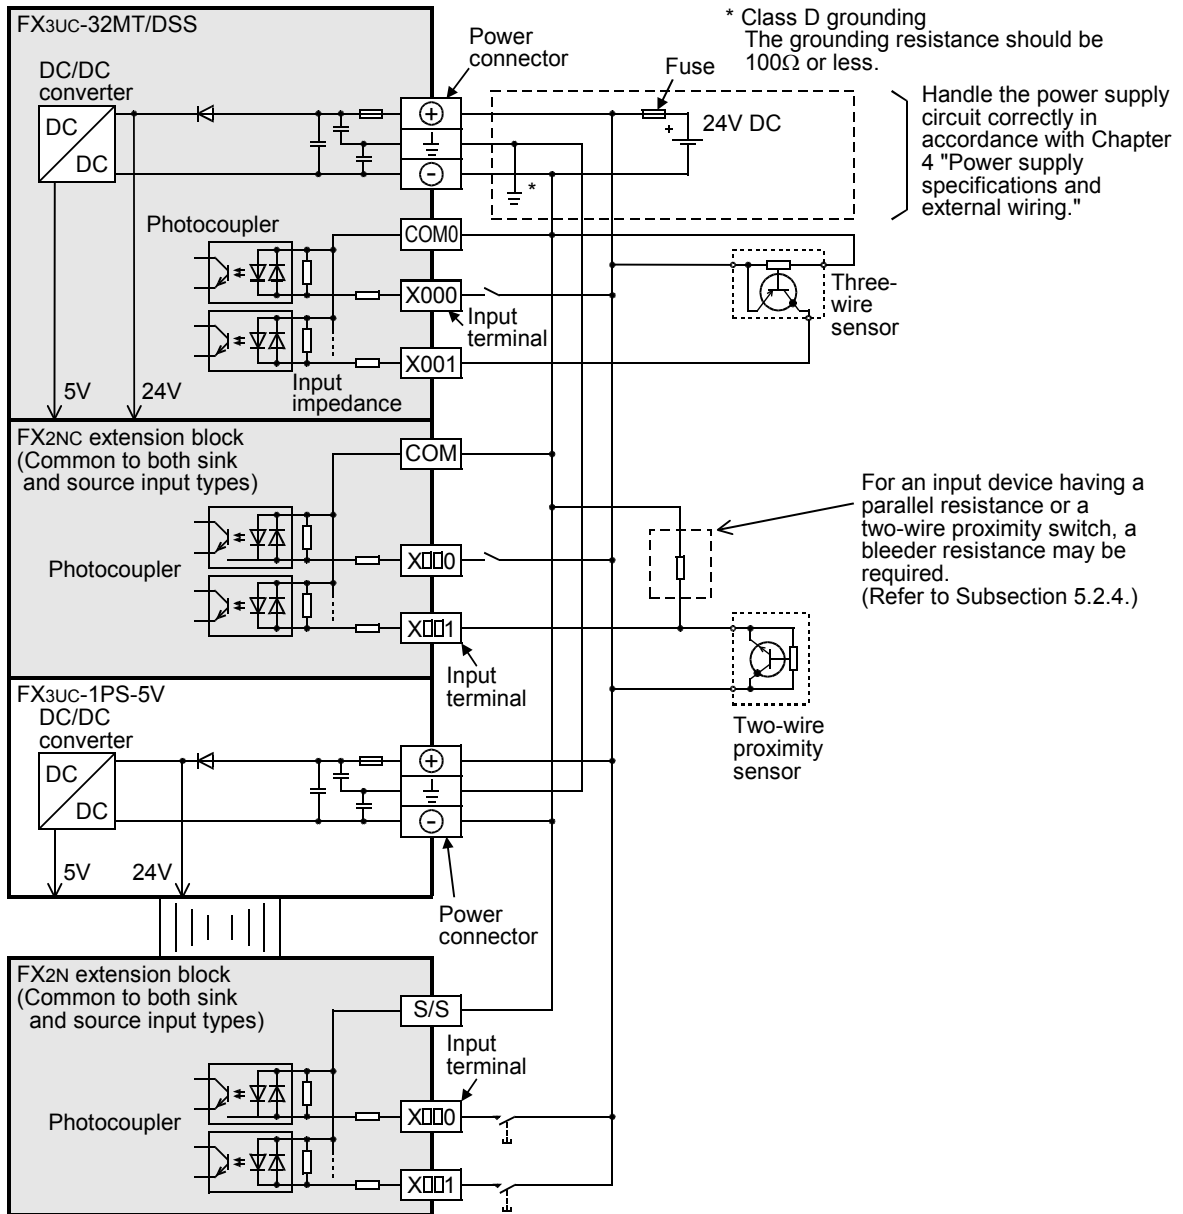 FX3UC-32MT/DSS
DC/DC
converter
DC
DC
Photocoupler
5V
24V
Input
impedance
Power
connector
COM0
X000
Input
terminal
X001
* Class D grounding
The grounding resistance should be
100Ω or less.
Fuse
+
24V DC
*
Handle the power supply
circuit correctly in
accordance with Chapter
4 "Power supply
specifications and
external wiring."
Three-
wire
sensor
FX2NC extension block
(Common to both sink
and source input types)
Photocoupler
COM
X□□0
X□□1
Input
terminal
For an input device having a
parallel resistance or a
two-wire proximity switch, a
bleeder resistance may be
required.
(Refer to Subsection 5.2.4.)
Two-wire
proximity
sensor
FX3UC-1PS-5V
DC/DC
converter
DC
DC
5V
24V
Power
connector
FX2N extension block
(Common to both sink
and source input types)
Photocoupler
S/S
Input
terminal
X□□0
X□□1